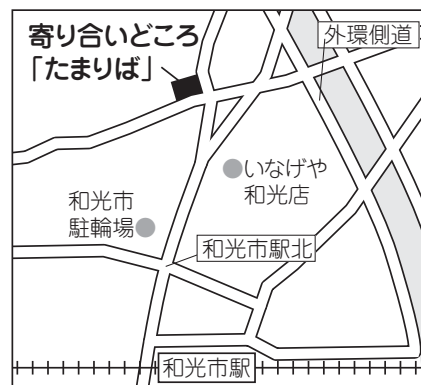 寄り合いどころ
「たまりば」
外環側道
いなげや
和光店
和光市
駐輪場
和光市駅北
和光市駅